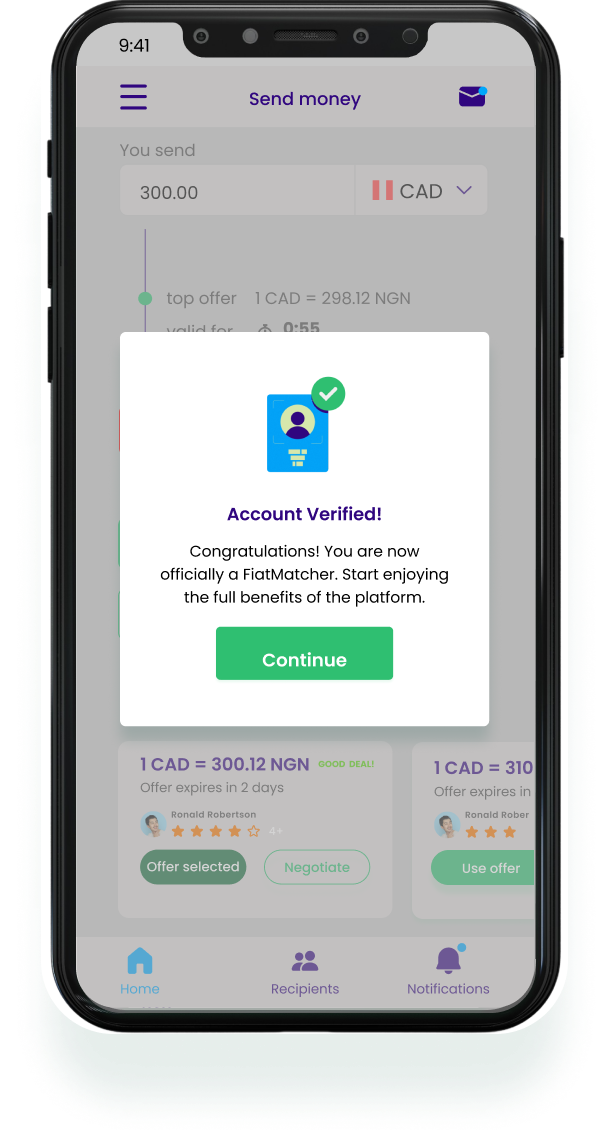 9:41
Send money
You send
300.00
CAD
top offer 1 CAD = 298.12 NGN
valid for 0:55
Account Verified!
Congratulations! You are now
officially a FiatMatcher. Start enjoying
the full benefits of the platform.
Continue
1 CAD = 300.12 NGN GOOD DEAL!
Offer expires in 2 days
Ronald Robertson
4+
Offer selected Negotiate
1 CAD = 310
Offer expires in
Ronald Rober
Use offer
Home Recipients Notifications